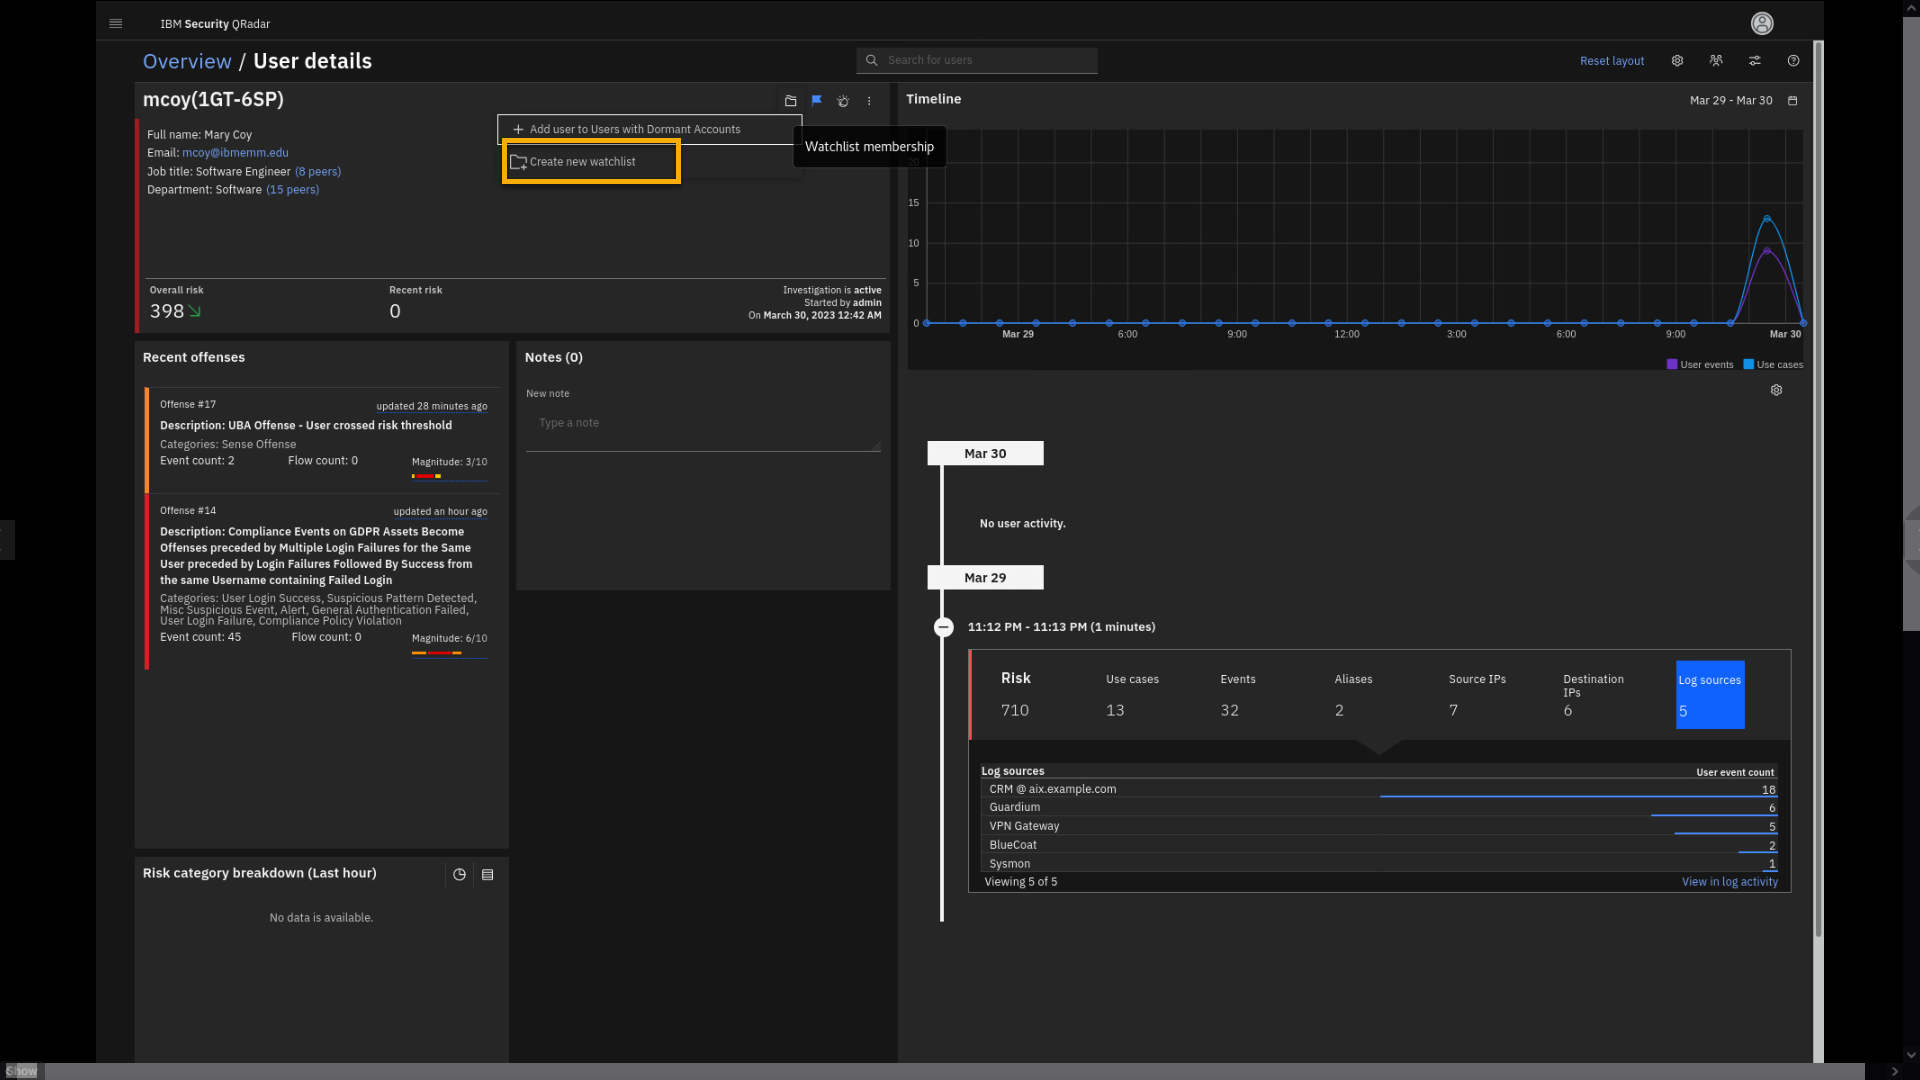 IBM Security QRadar
Overview / User details
Search for users
Reset layout
mcoy(1GT-6SP)
Add user to Users with Dormant Accounts
Create new watchlist
Watchlist membership
Full name: Mary Coy
Email: mcoy@ibmemm.edu
Job title: Software Engineer (8 peers)
Department: Software (15 peers)
Overall risk
398
Recent risk
0
Investigation is active
Started by admin
On March 30, 2023 12:42 AM
Timeline
Mar 29 - Mar 30
20
15
10
5
0
Mar 29
6:00
9:00
12:00
3:00
6:00
9:00
Mar 30
User events
Use cases
Recent offenses
Offense #17
updated 28 minutes ago
Description: UBA Offense - User crossed risk threshold
Categories: Sense Offense
Event count: 2
Flow count: 0
Magnitude: 3/10
Offense #14
updated an hour ago
Description: Compliance Events on GDPR Assets Become
Offenses preceded by Multiple Login Failures for the Same
User preceded by Login Failures Followed By Success from
the same Username containing Failed Login
Categories: User Login Success, Suspicious Pattern Detected,
Misc Suspicious Event, Alert, General Authentication Failed,
User Login Failure, Compliance Policy Violation
Event count: 45
Flow count: 0
Magnitude: 6/10
Notes (0)
New note
Type a note
Risk category breakdown (Last hour)
No data is available.
Mar 30
No user activity.
Mar 29
11:12 PM - 11:13 PM (1 minutes)
Risk
710
Use cases
13
Events
32
Aliases
2
Source IPs
7
Destination
IPs
6
Log sources
5
Log sources
User event count
CRM @ aix.example.com
18
Guardium
6
VPN Gateway
5
BlueCoat
2
Sysmon
1
Viewing 5 of 5
View in log activity
Show